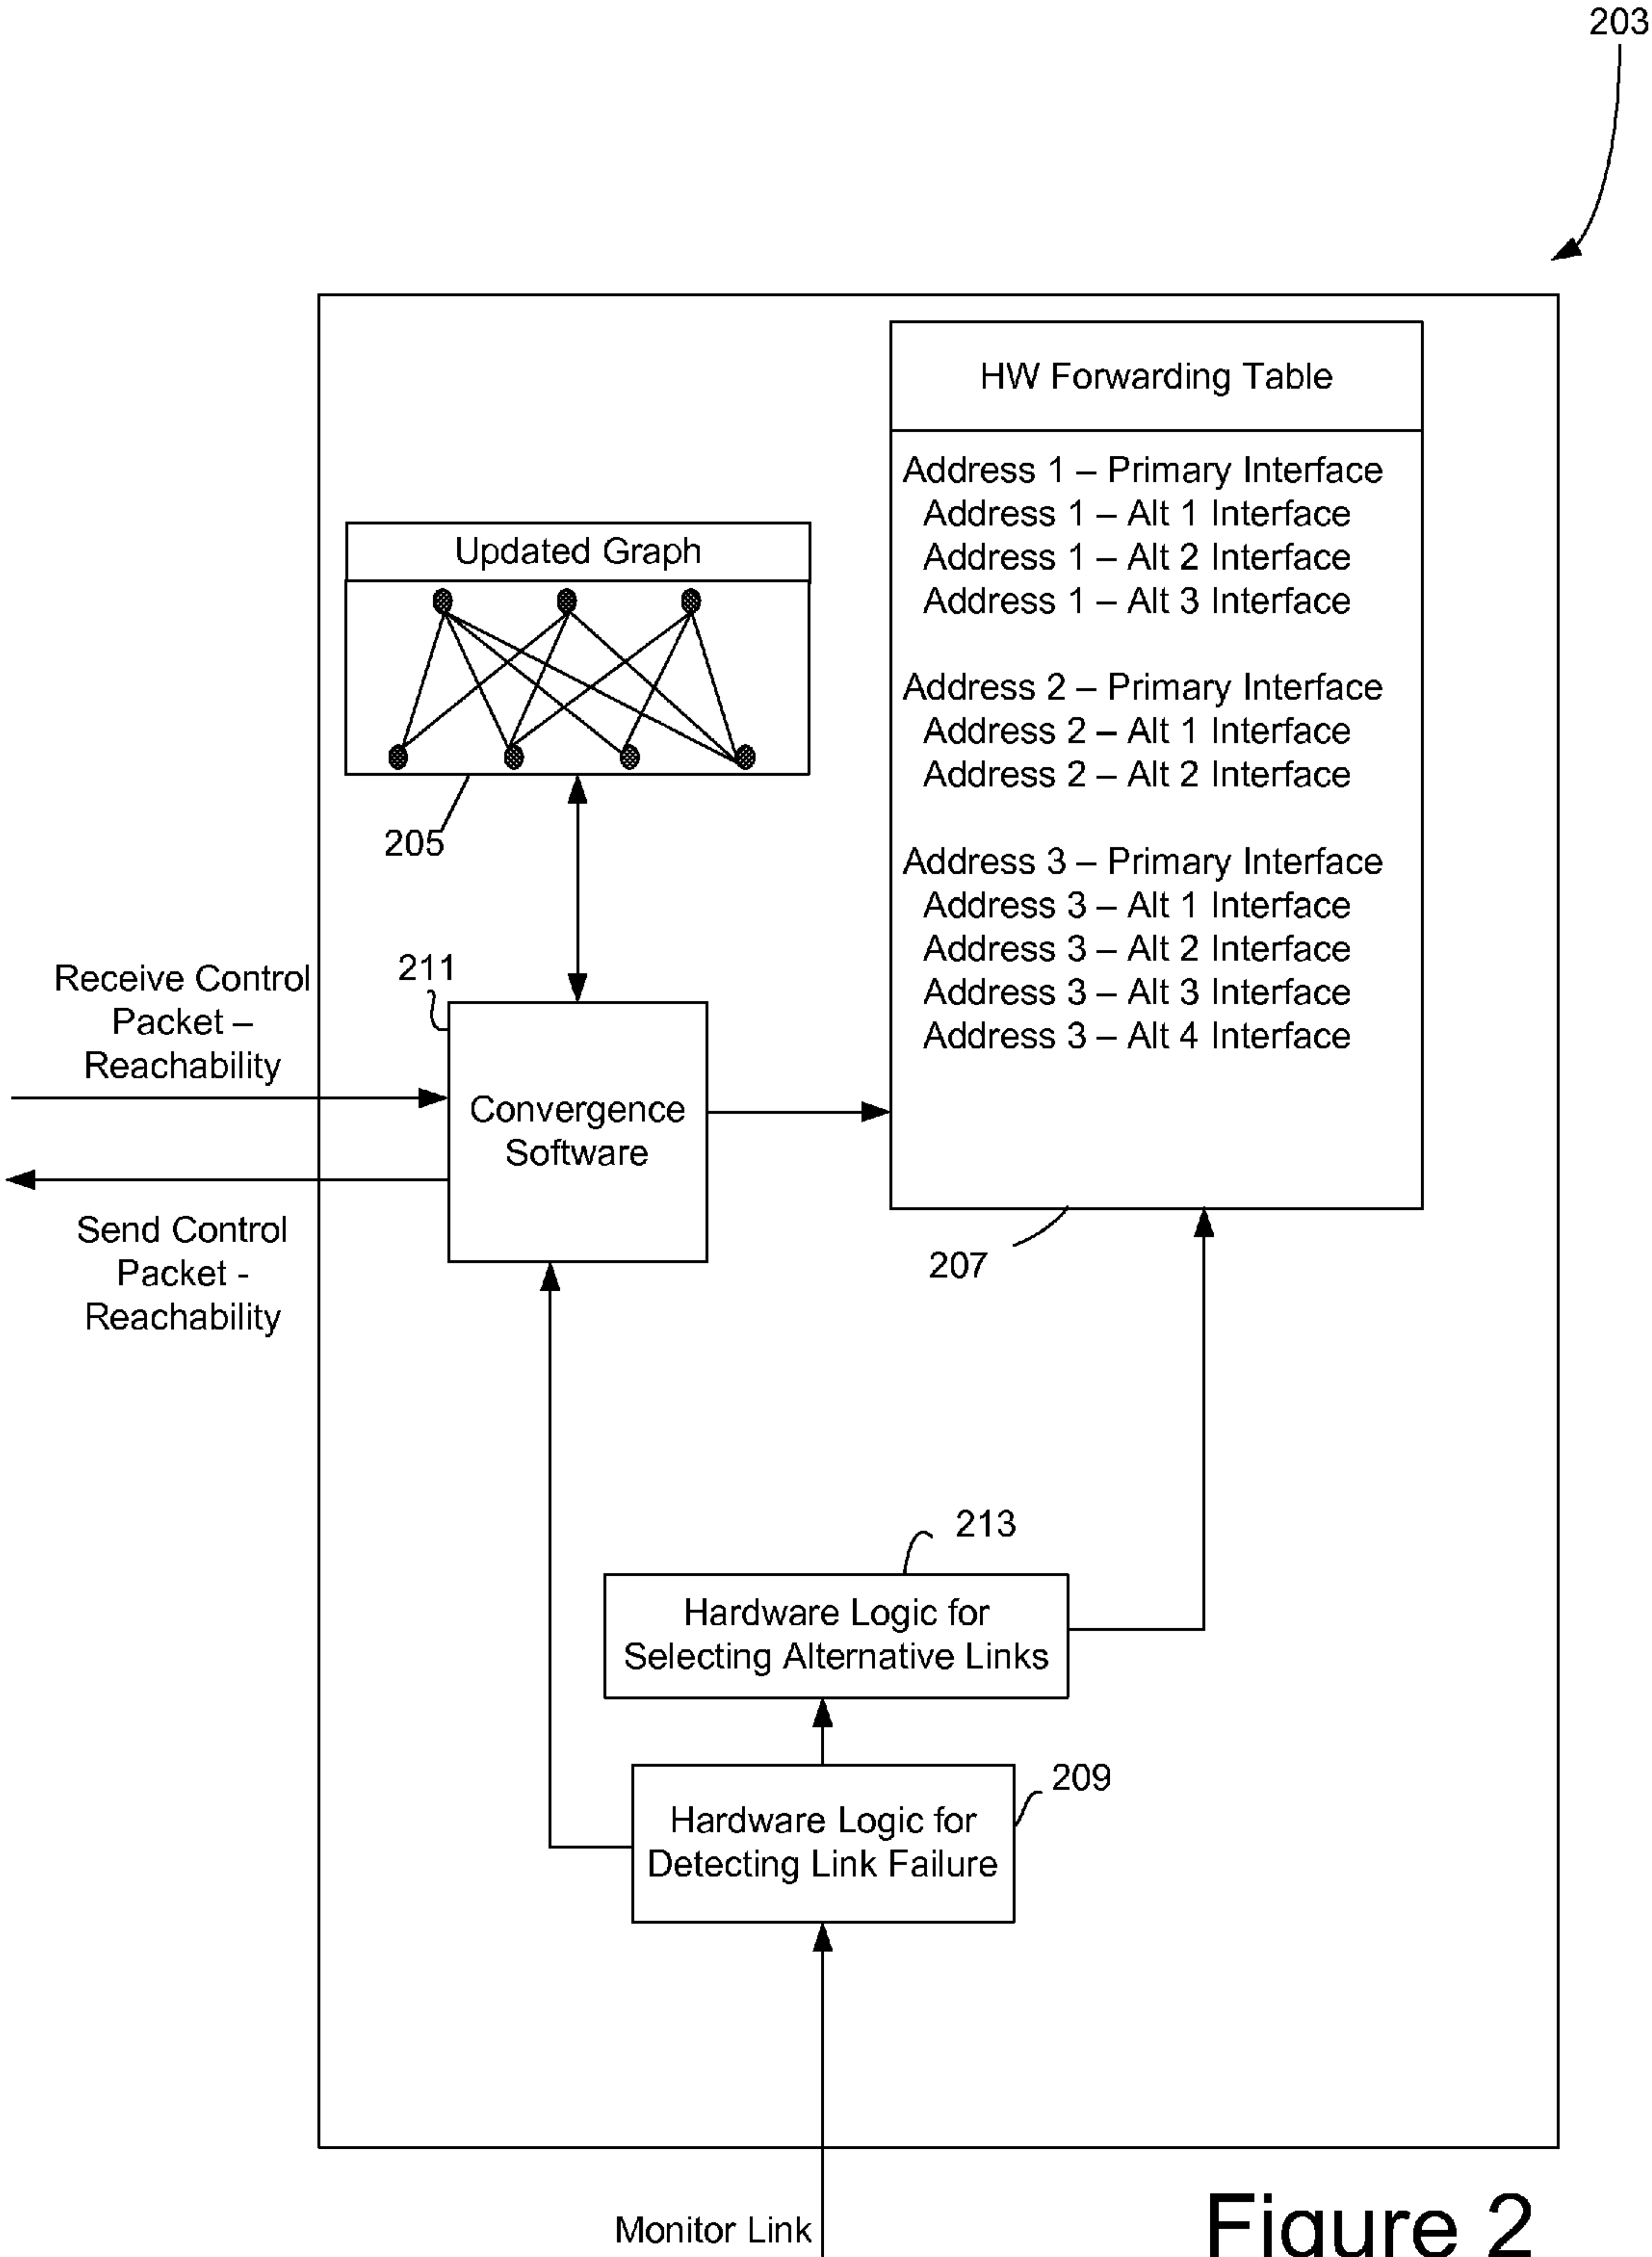 203
HW Forwarding Table
Address 1 – Primary Interface
Address 1 – Alt 1 Interface
Address 1 – Alt 2 Interface
Address 1 – Alt 3 Interface
Address 2 – Primary Interface
Address 2 – Alt 1 Interface
Address 2 – Alt 2 Interface
Address 3 – Primary Interface
Address 3 – Alt 1 Interface
Address 3 – Alt 2 Interface
Address 3 – Alt 3 Interface
Address 3 – Alt 4 Interface
207
Updated Graph
205
211
Receive Control
Packet –
Reachability
Convergence
Software
Send Control
Packet -
Reachability
213
Hardware Logic for
Selecting Alternative Links
209
Hardware Logic for
Detecting Link Failure
Monitor Link
Figure 2